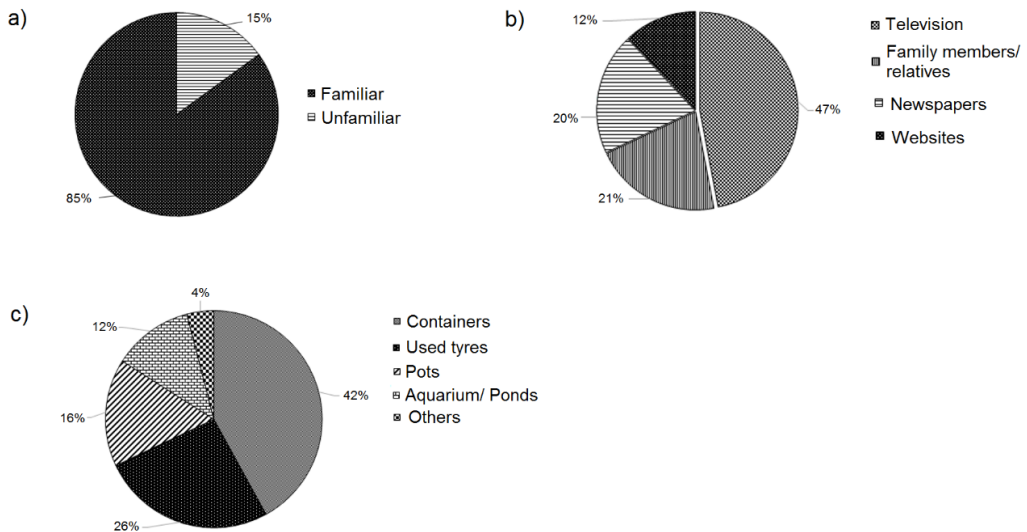 a)
15%
85%
Familiar
Unfamiliar
b)
12%
47%
20%
21%
Television
Family members/
relatives
Newspapers
Websites
c)
4%
12%
42%
16%
26%
Containers
Used tyres
Pots
Aquarium/ Ponds
Others